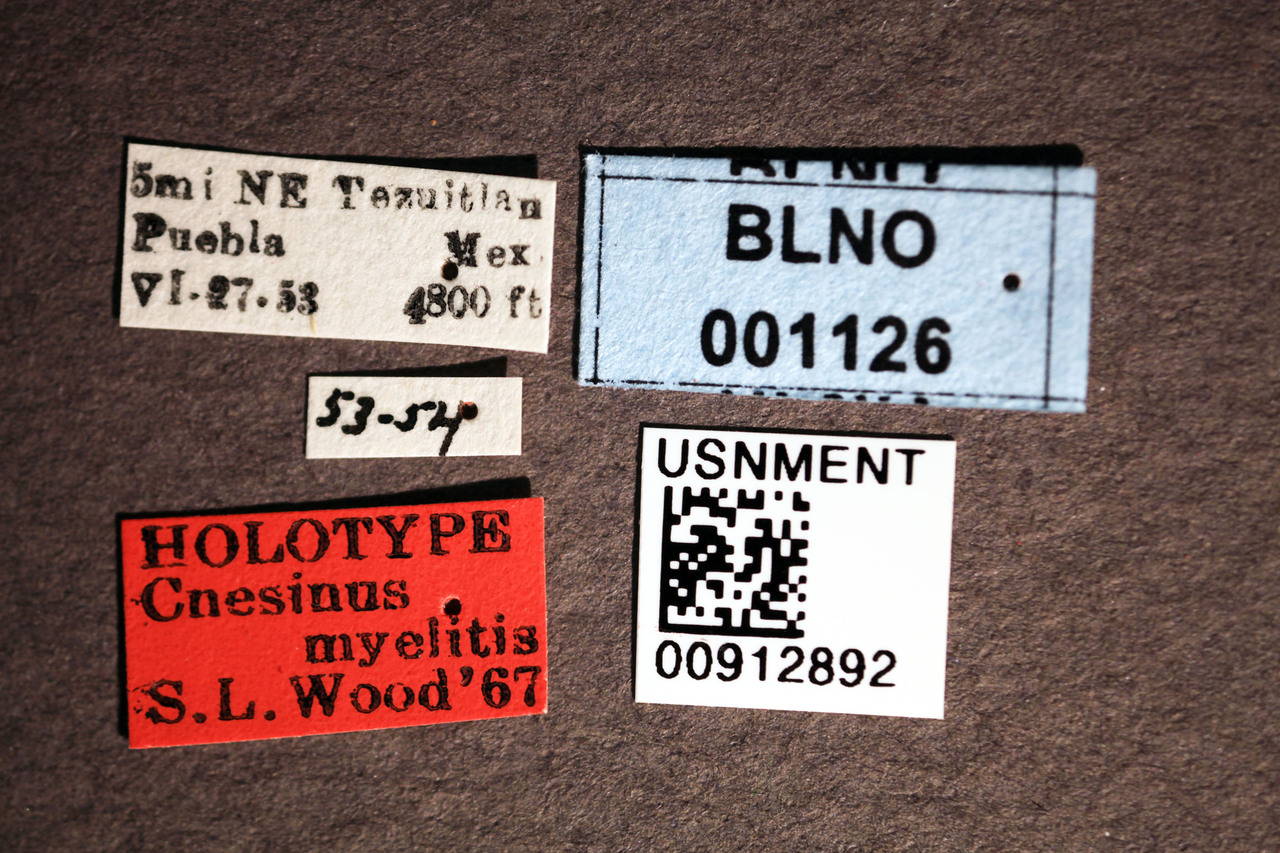 5mi NE Tezuitlan
Puebla Mex.
VI-27.53 4800 ft
53-54
HOLOTYPE
Cnesinus
myelitis
S.L. Wood '67
BLNO
001126
USNMENT
00912892